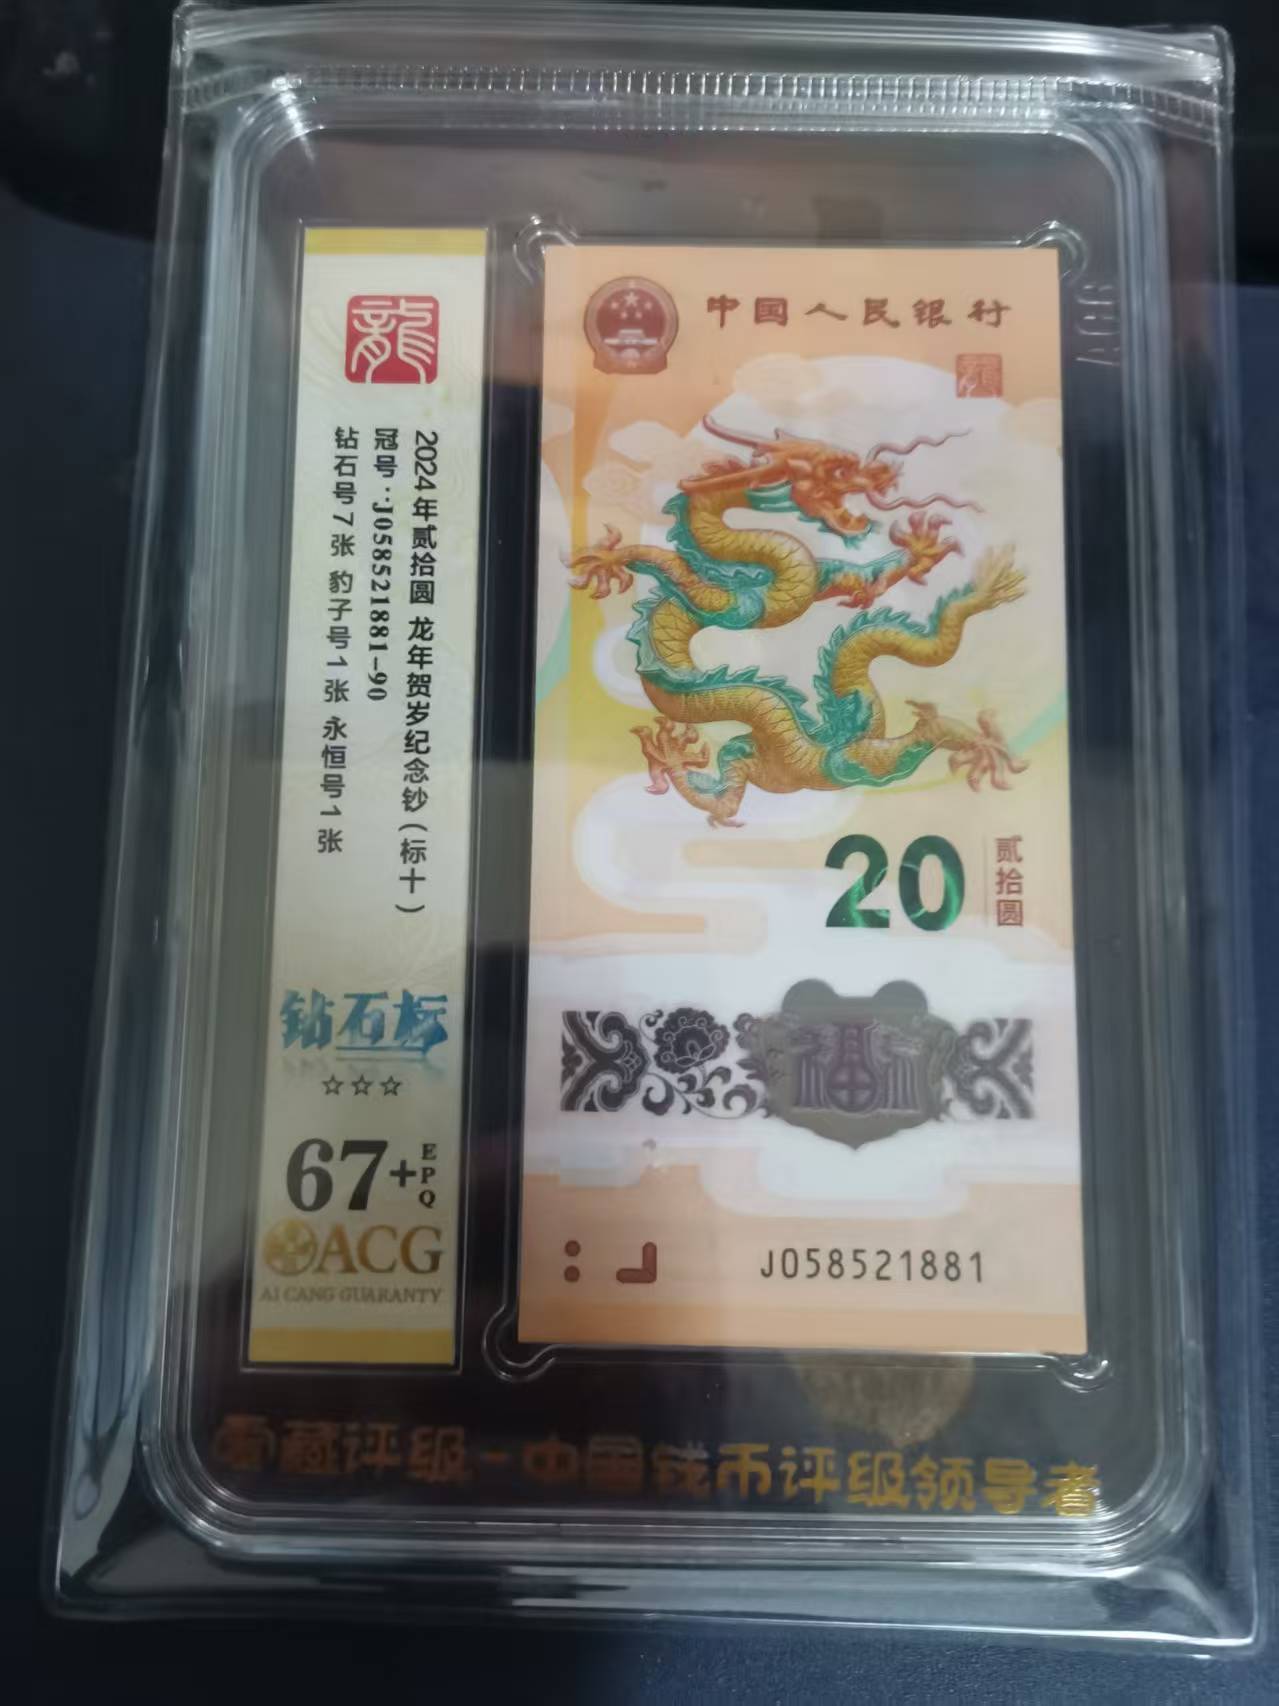 龍
2024年贰拾圆 龙年贺岁纪念钞(标十)
冠号:J058521881-90
钻石号7张 豹子号1张 永恒号1张
钻石标
☆☆☆
67+
EPQ
ACG
AI CANG GUARANTY
中国人民银行
龍
20
贰拾圆
福
J058521881
ACG
爱藏评级-中国钱币评级领导者